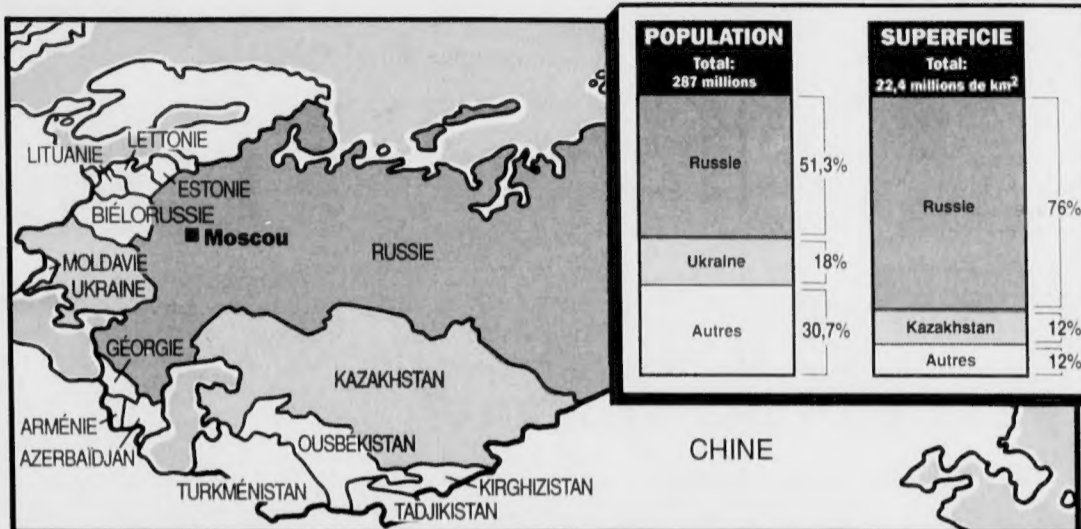 LETTONIE
LITUANIE
ESTONIE
BIÉLORUSSIE
Moscou
RUSSIE
MOLDAVIE
UKRAINE
GÉORGIE
KAZAKHSTAN
ARMÉNIE
AZERBAÏDJAN
OUSBÉKISTAN
TURKMÉNISTAN
TADJIKISTAN
KIRGHIZISTAN
CHINE
POPULATION
Total:
287 millions
Russie
51,3%
Ukraine
18%
Autres
30,7%
SUPERFICIE
Total:
22,4 millions de km²
Russie
76%
Kazakhstan
12%
Autres
12%